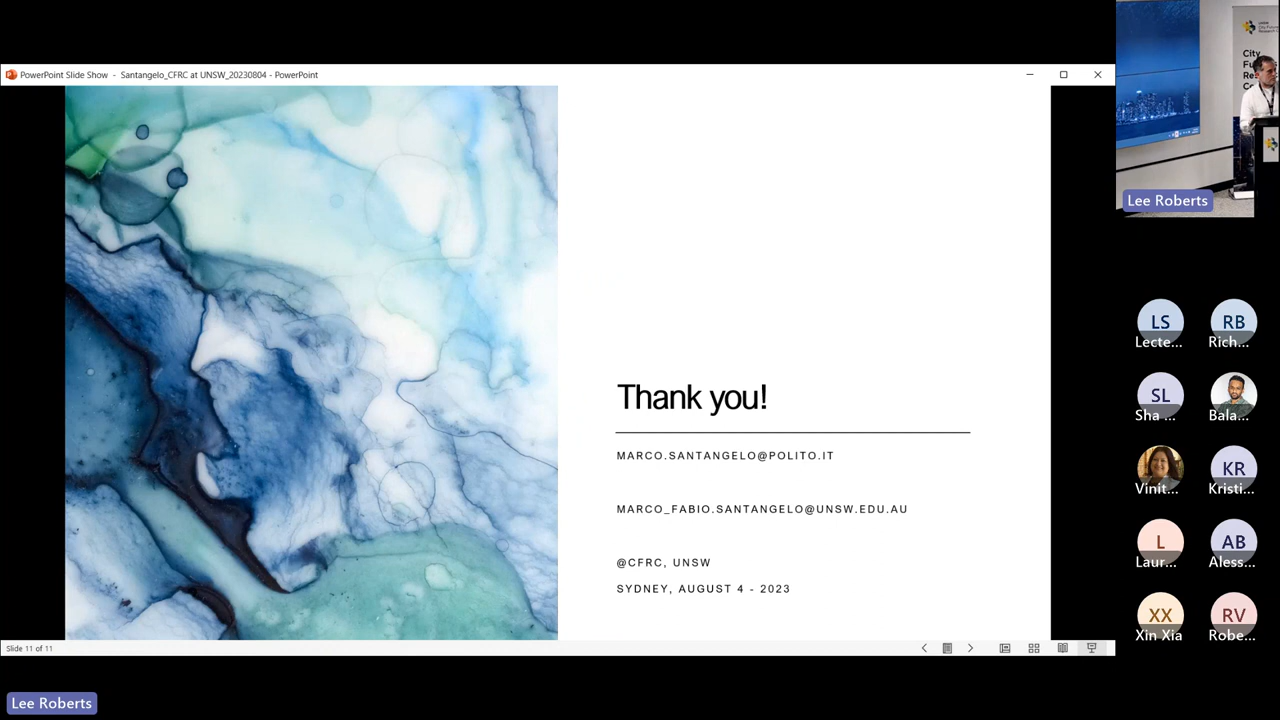 PowerPoint Slide Show - Santangelo_CFRC at UNSW_20230804 - PowerPoint
Thank you!
MARCO.SANTANGELO@POLITO.IT
MARCO_FABIO.SANTANGELO@UNSW.EDU.AU
@CFRC, UNSW
SYDNEY, AUGUST 4 - 2023
Slide 11 of 11
Lee Roberts
UNSW
City
Lee Roberts
LS
Lecte...
RB
Rich...
SL
Sha ...
Bala...
Vinit...
KR
Kristi...
L
Laur...
AB
Aless...
XX
Xin Xia
RV
Robe...